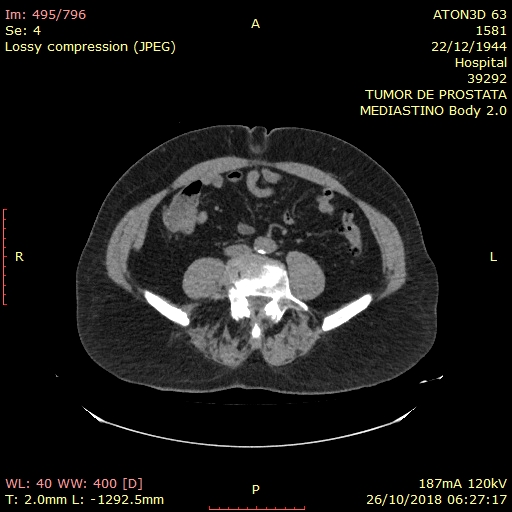 Im: 495/796
Se: 4
Lossy compression (JPEG)
A
ATON3D 63
1581
22/12/1944
Hospital
39292
TUMOR DE PROSTATA
MEDIASTINO Body 2.0
R
L
WL: 40 WW: 400 [D]
T: 2.0mm L: -1292.5mm
P
187mA 120kV
26/10/2018 06:27:17